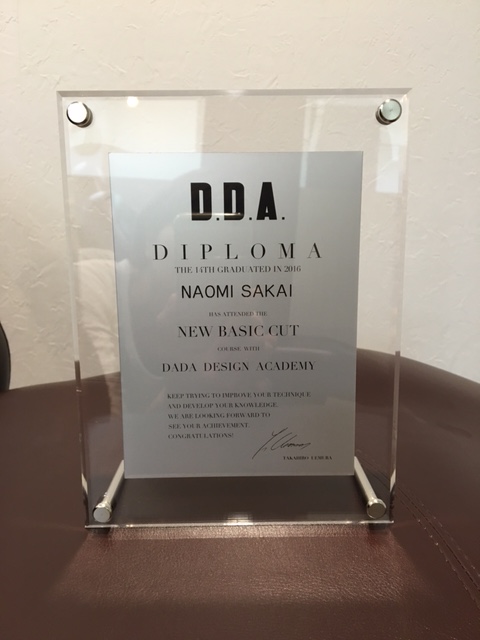 D.D.A.
DIPLOMA
THE 14TH GRADUATED IN 2016
NAOMI SAKAI
HAS ATTENDED THE
NEW BASIC CUT
COURSE WITH
DADA DESIGN ACADEMY
KEEP TRYING TO IMPROVE YOUR TECHNIQUE
AND DEVELOP YOUR KNOWLEDGE.
WE ARE LOOKING FORWARD TO
SEE YOUR ACHIEVEMENT.
CONGRATULATIONS!
TAKAHIRO UEMURA